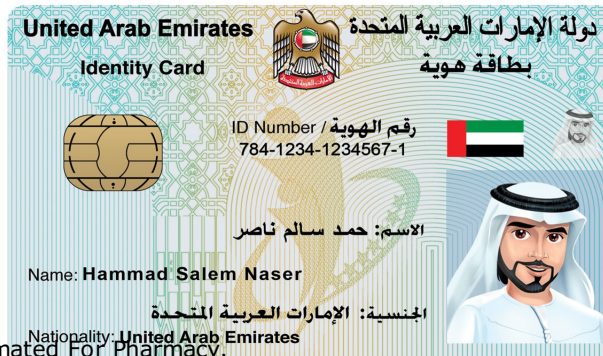 United Arab Emirates
دولة الإمارات العربية المتحدة
Identity Card
بطاقة هوية
ID Number / رقم الهوية
784-1234-1234567-1
الاسم: حمد سالم ناصر
Name: Hammad Salem Naser
الجنسية: الإمارات العربية المتحدة
Nationality: United Arab Emirates
mated For Pharmacy.